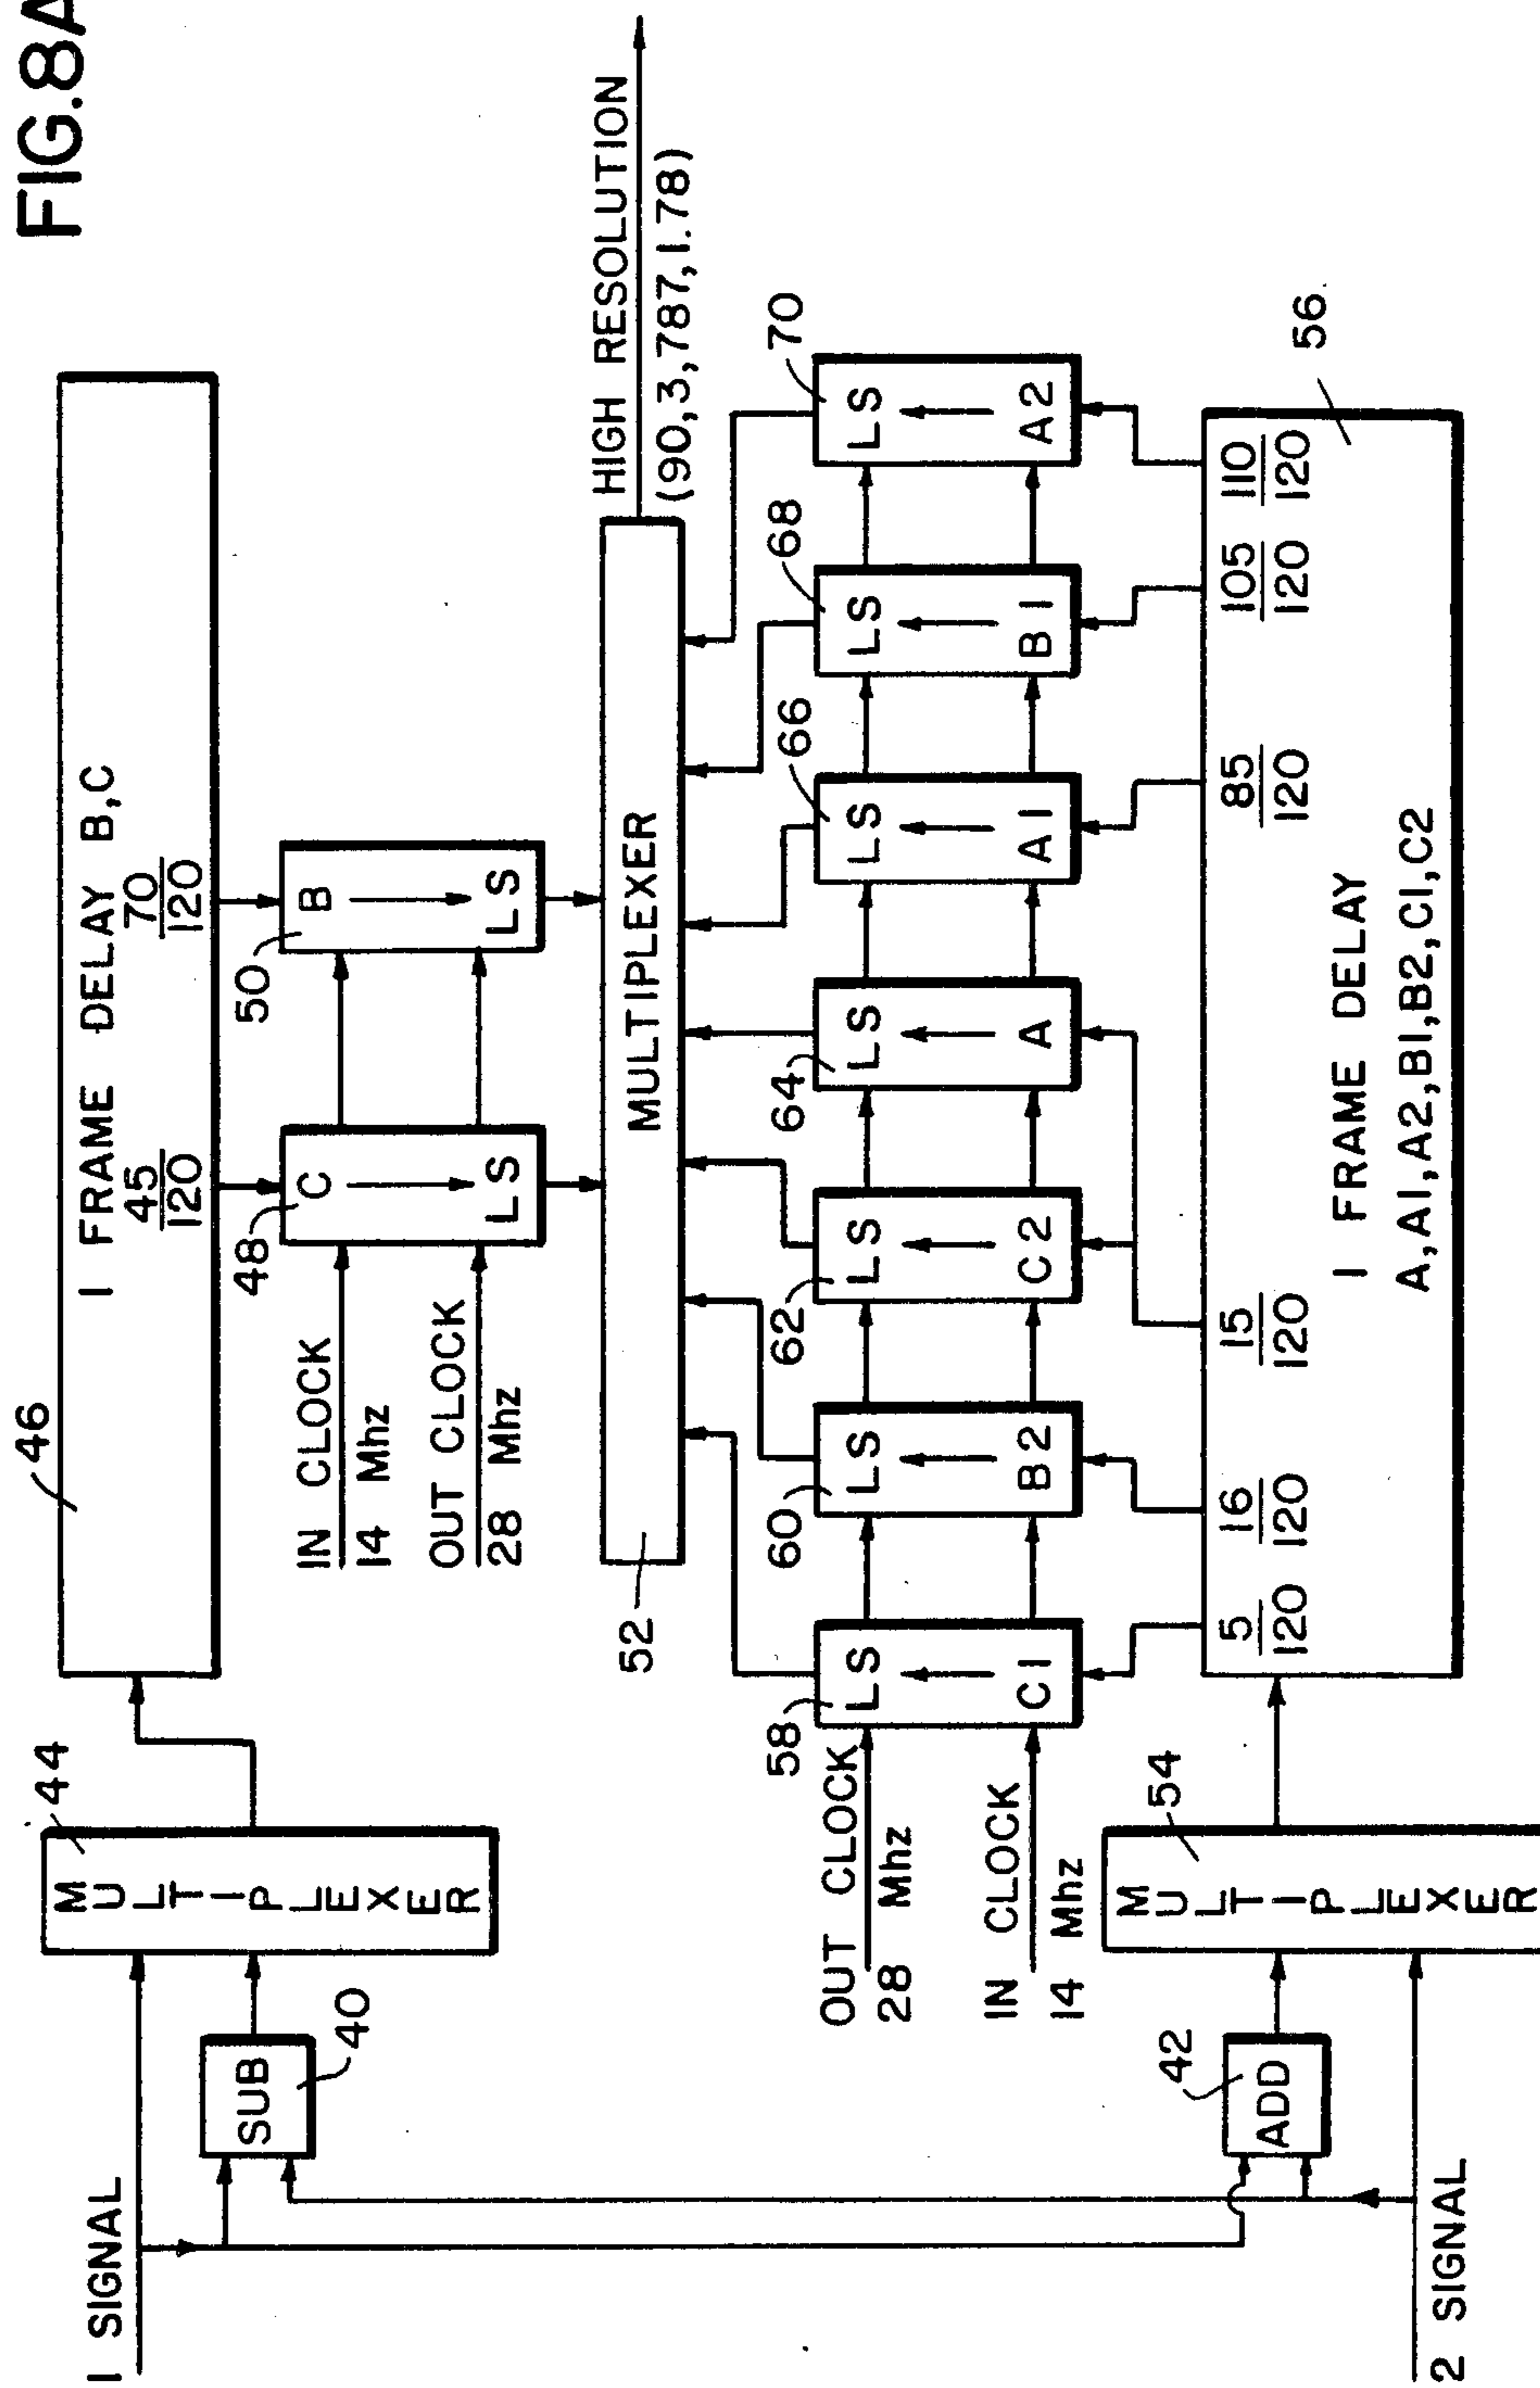 FIG.8A
1 SIGNAL
SUB
40
MULTIPLEXER
44
46
1 FRAME DELAY B,C
45
120
70
120
IN CLOCK
14 Mhz
OUT CLOCK
28 Mhz
48
C
LS
50
B
LS
52
MULTIPLEXER
HIGH RESOLUTION
(90,3,787,1.78)
OUT CLOCK
28 Mhz
IN CLOCK
14 Mhz
58
LS
C1
60
LS
B2
62
LS
C2
64
LS
A
66
LS
A1
68
LS
B1
70
LS
A2
2 SIGNAL
42
ADD
54
MULTIPLEXER
5
120
16
120
15
120
85
120
105
120
110
120
56
1 FRAME DELAY
A,A1,A2,B1,B2,C1,C2